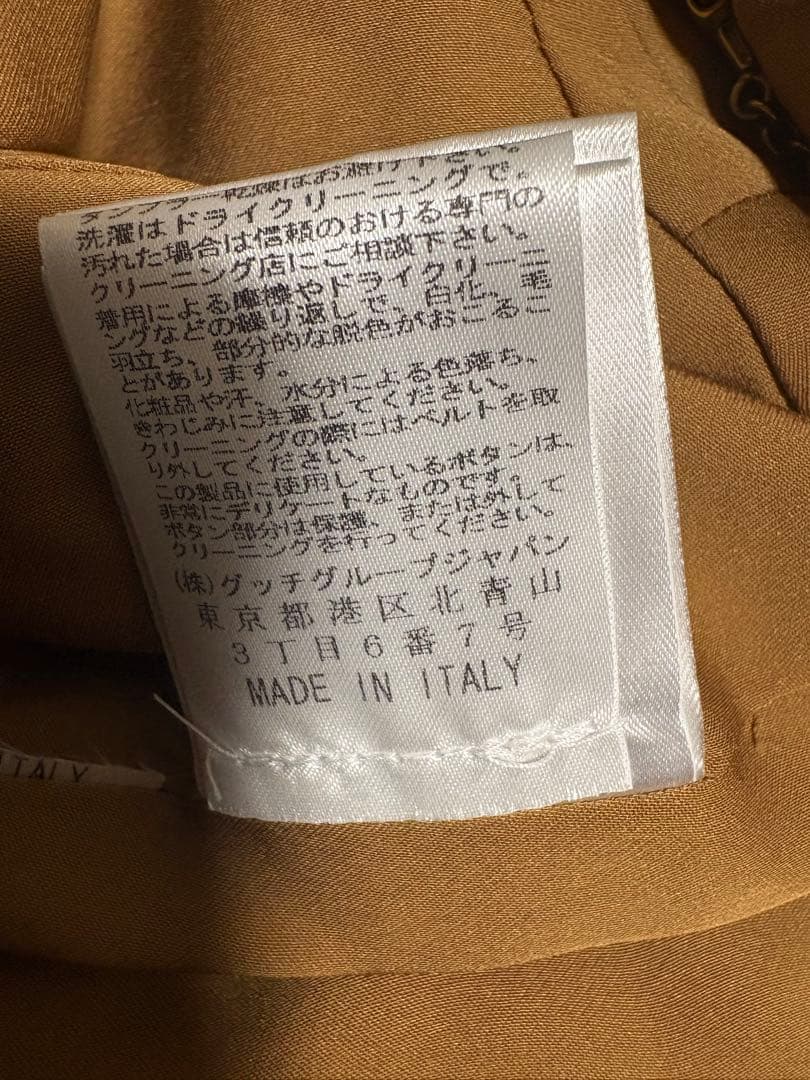 タンブラー乾燥はお避け下さい。
洗濯はドライクリーニングで。
汚れた場合は信頼のおける専門の
クリーニング店にご相談下さい。
着用による摩擦やドライクリーニ
ングなどの繰り返しで、白化、毛
羽立ち、部分的な脱色がおこるこ
とがあります。
化粧品や汗、水分による色落ち、
きわじみに注意してください。
クリーニングの際にはベルトを取
り外してください。
この製品に使用しているボタンは、
非常にデリケートなものです。
ボタン部分は保護、または外して
クリーニングを行ってください。
(株)グッチグループジャパン
東京都港区北青山
3丁目6番7号
MADE IN ITALY
ITALY